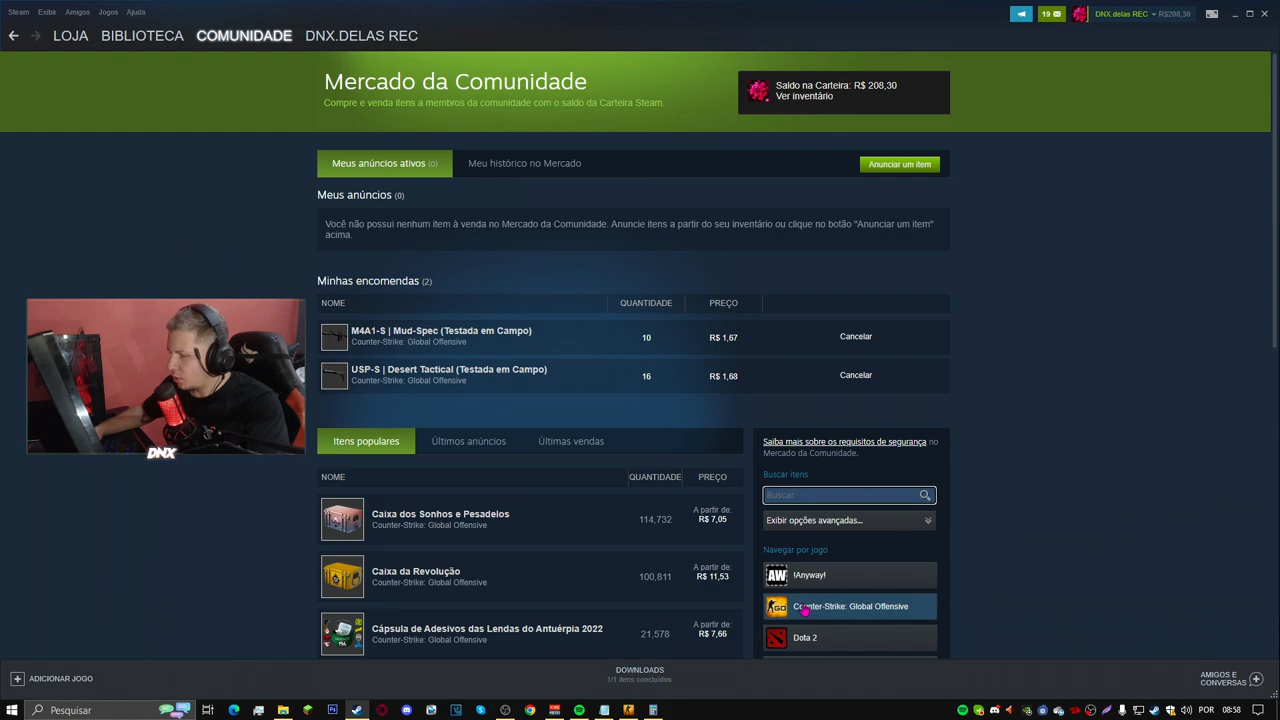 Steam Exibir Amigos Jogos Ajuda
19 DNX.delas REC R$208,30
LOJA BIBLIOTECA COMUNIDADE DNX.DELAS REC
Mercado da Comunidade
Compre e venda itens a membros da comunidade com o saldo da Carteira Steam.
Saldo na Carteira: R$ 208,30
Ver inventário
Meus anúncios ativos (0) Meu histórico no Mercado Anunciar um item
Meus anúncios (0)
Você não possui nenhum item à venda no Mercado da Comunidade. Anuncie itens a partir do seu inventário ou clique no botão "Anunciar um item"
acima.
Minhas encomendas (2)
NOME QUANTIDADE PREÇO
M4A1-S | Mud-Spec (Testada em Campo)
Counter-Strike: Global Offensive
10 R$ 1,67 Cancelar
USP-S | Desert Tactical (Testada em Campo)
Counter-Strike: Global Offensive
16 R$ 1,68 Cancelar
DNX
Itens populares Últimos anúncios Últimas vendas
NOME QUANTIDADE PREÇO
Caixa dos Sonhos e Pesadelos
Counter-Strike: Global Offensive
114,732
A partir de:
R$ 7,05
Caixa da Revolução
Counter-Strike: Global Offensive
100,811
A partir de:
R$ 11,53
Cápsula de Adesivos das Lendas do Antuérpia 2022
Counter-Strike: Global Offensive
21,578
A partir de:
R$ 7,66
Saiba mais sobre os requisitos de segurança no
Mercado da Comunidade.
Buscar itens
Buscar
Exibir opções avançadas...
Navegar por jogo
AW !Anyway!
GO Counter-Strike: Global Offensive
Dota 2
ADICIONAR JOGO
DOWNLOADS
1/1 itens concluídos
AMIGOS E
CONVERSAS
Pesquisar
POR 08:58